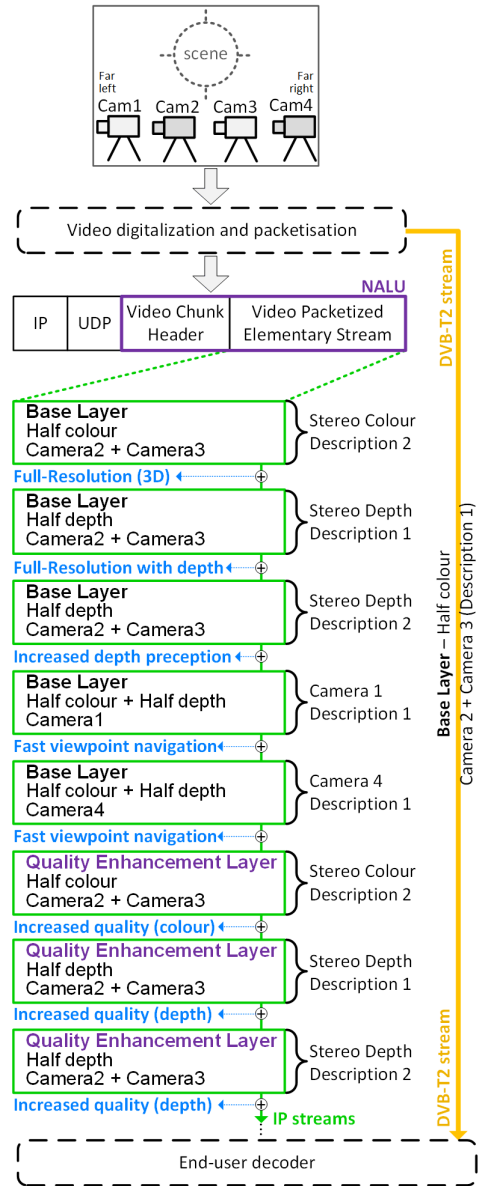 scene
Far
left
Far
right
Cam1
Cam2
Cam3
Cam4
Video digitalization and packetisation
NALU
IP
UDP
Video Chunk
Header
Video Packetized
Elementary Stream
DVB-T2 stream
Base Layer
Half colour
Camera2 + Camera3
Stereo Colour
Description 2
Full-Resolution (3D)
Base Layer
Half depth
Camera2 + Camera3
Stereo Depth
Description 1
Full-Resolution with depth
Base Layer
Half depth
Camera2 + Camera3
Stereo Depth
Description 2
Increased depth preception
Base Layer
Half colour + Half depth
Camera1
Camera 1
Description 1
Fast viewpoint navigation
Base Layer
Half colour + Half depth
Camera4
Camera 4
Description 1
Fast viewpoint navigation
Quality Enhancement Layer
Half colour
Camera2 + Camera3
Stereo Colour
Description 2
Increased quality (colour)
Quality Enhancement Layer
Half depth
Camera2 + Camera3
Stereo Depth
Description 1
Increased quality (depth)
Quality Enhancement Layer
Half depth
Camera2 + Camera3
Stereo Depth
Description 2
Increased quality (depth)
IP streams
Base Layer – Half colour
Camera 2 + Camera 3 (Description 1)
DVB-T2 stream
End-user decoder